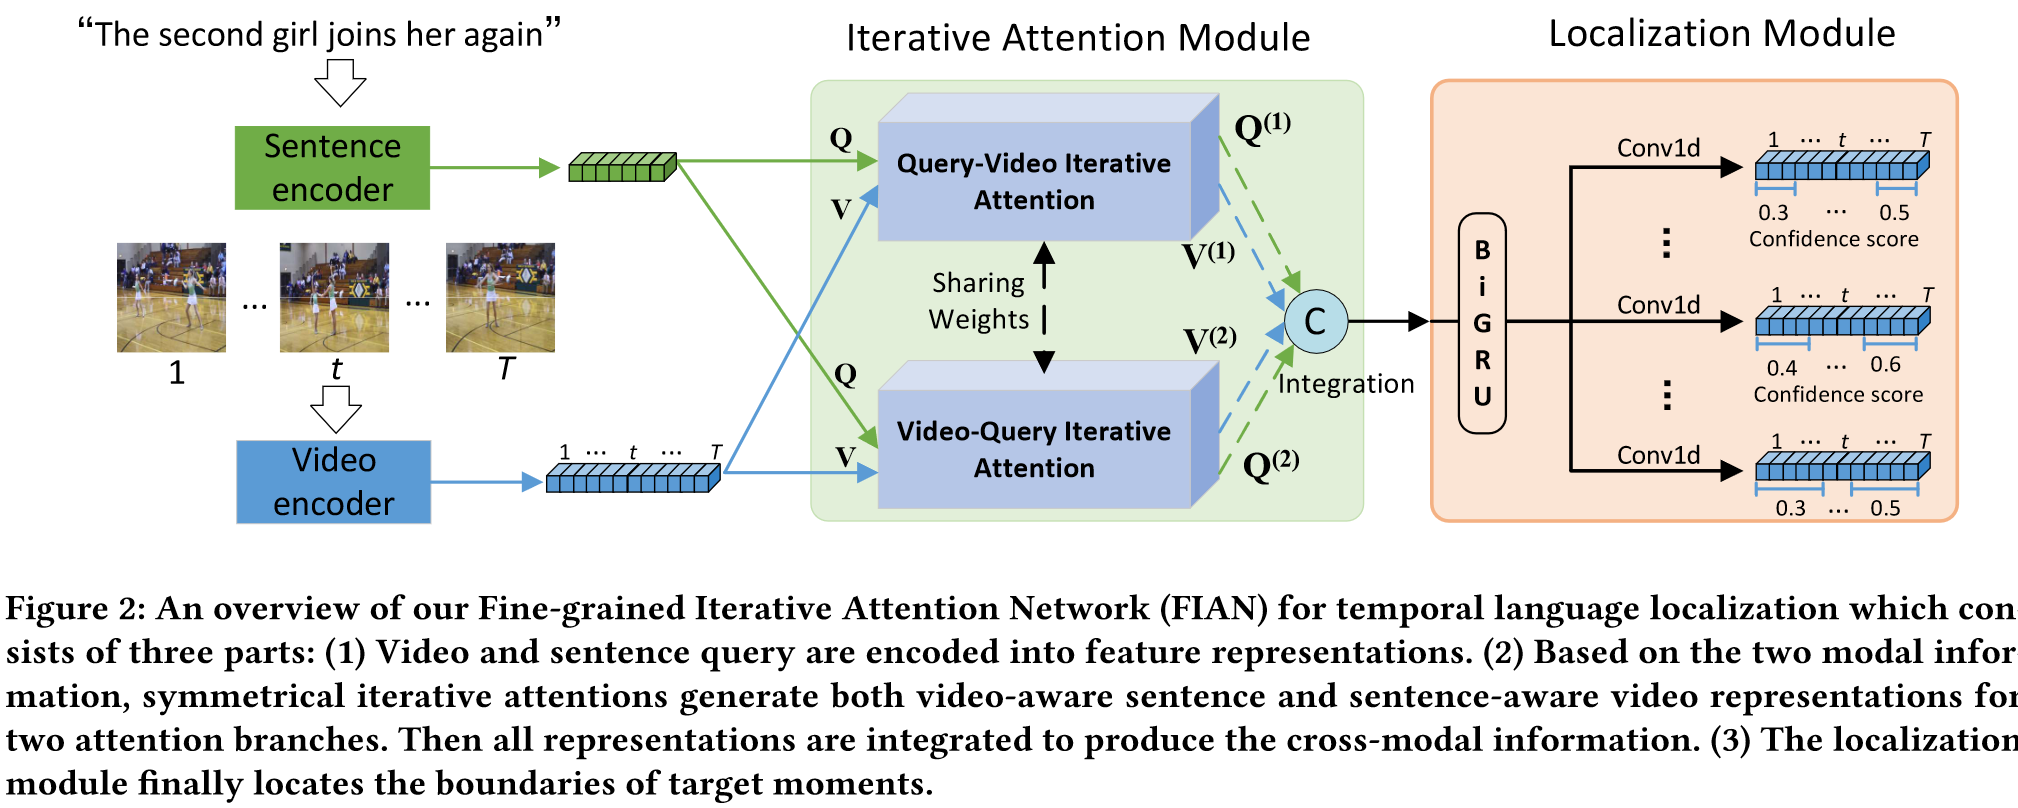 “The second girl joins her again”
Iterative Attention Module
Localization Module
Sentence
encoder
1 ... t ... T
Video
encoder
1 ... t ... T
Q
V
Query-Video Iterative
Attention
Sharing
Weights
Q
V
Video-Query Iterative
Attention
Q(1)
V(1)
V(2)
Q(2)
C
Integration
B
i
G
R
U
Conv1d
1 ... t ... T
0.3 ... 0.5
Confidence score
Conv1d
1 ... t ... T
0.4 ... 0.6
Confidence score
Conv1d
1 ... t ... T
0.3 ... 0.5
Figure 2: An overview of our Fine-grained Iterative Attention Network (FIAN) for temporal language localization which con-
sists of three parts: (1) Video and sentence query are encoded into feature representations. (2) Based on the two modal infor-
mation, symmetrical iterative attentions generate both video-aware sentence and sentence-aware video representations for
two attention branches. Then all representations are integrated to produce the cross-modal information. (3) The localization
module finally locates the boundaries of target moments.